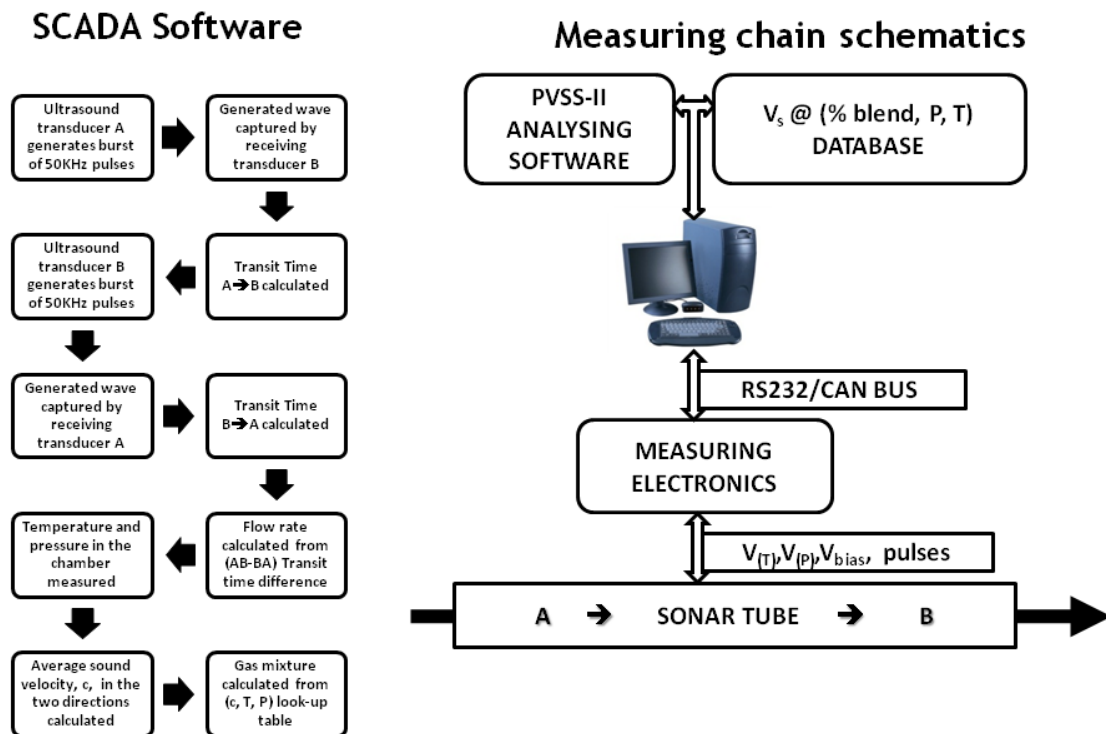 SCADA Software
Ultrasound
transducer A
generates burst
of 50KHz pulses
Generated wave
captured by
receiving
transducer B
Ultrasound
transducer B
generates burst
of 50KHz pulses
Transit Time
A➔B calculated
Generated wave
captured by
receiving
transducer A
Transit Time
B➔A calculated
Temperature and
pressure in the
chamber measured
Flow rate
calculated from
(AB-BA) Transit
time difference
Average sound
velocity, c, in the
two directions
calculated
Gas mixture
calculated from
(c, T, P) look-up
table
Measuring chain schematics
PVSS-II
ANALYSING
SOFTWARE
Vs @ (% blend, P, T)
DATABASE
RS232/CAN BUS
MEASURING
ELECTRONICS
V(T),V(P),Vbias, pulses
A ➔ SONAR TUBE ➔ B